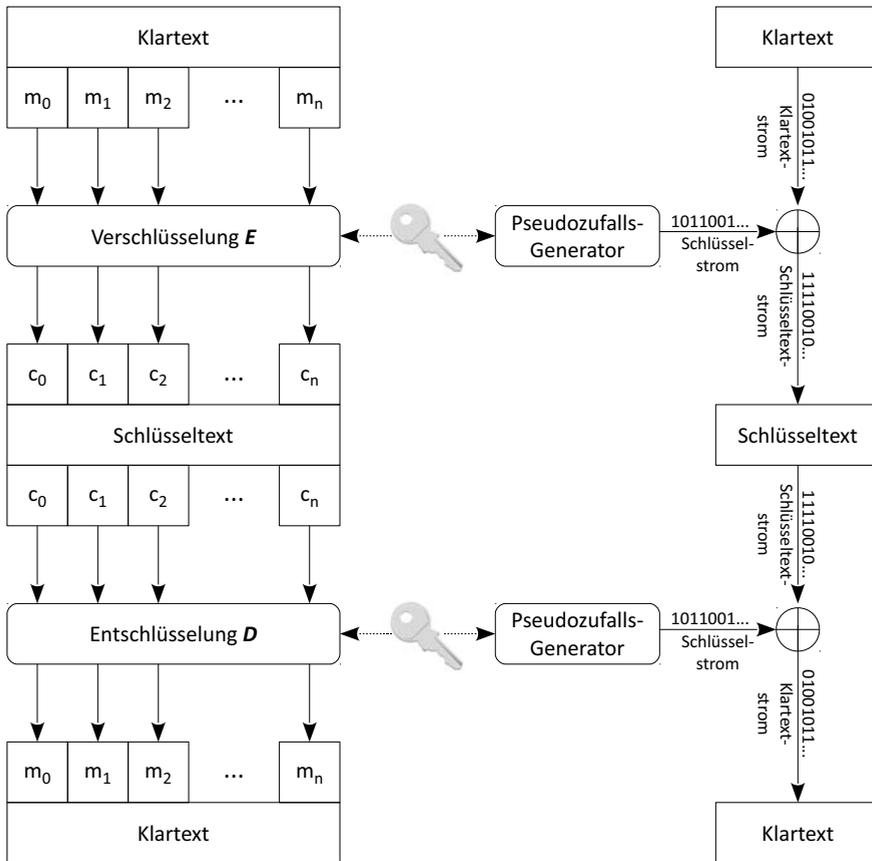 Klartext
m0 m1 m2 ... mn
Verschlüsselung E
c0 c1 c2 ... cn
Schlüsseltext
c0 c1 c2 ... cn
Entschlüsselung D
m0 m1 m2 ... mn
Klartext
Pseudozufalls-
Generator
1011001...
Schlüssel-
strom
Pseudozufalls-
Generator
1011001...
Schlüssel-
strom
Klartext
01001011...
Klartext-
strom
11110010...
Schlüsseltext-
strom
Schlüsseltext
11110010...
Schlüsseltext-
strom
01001011...
Klartext-
strom
Klartext